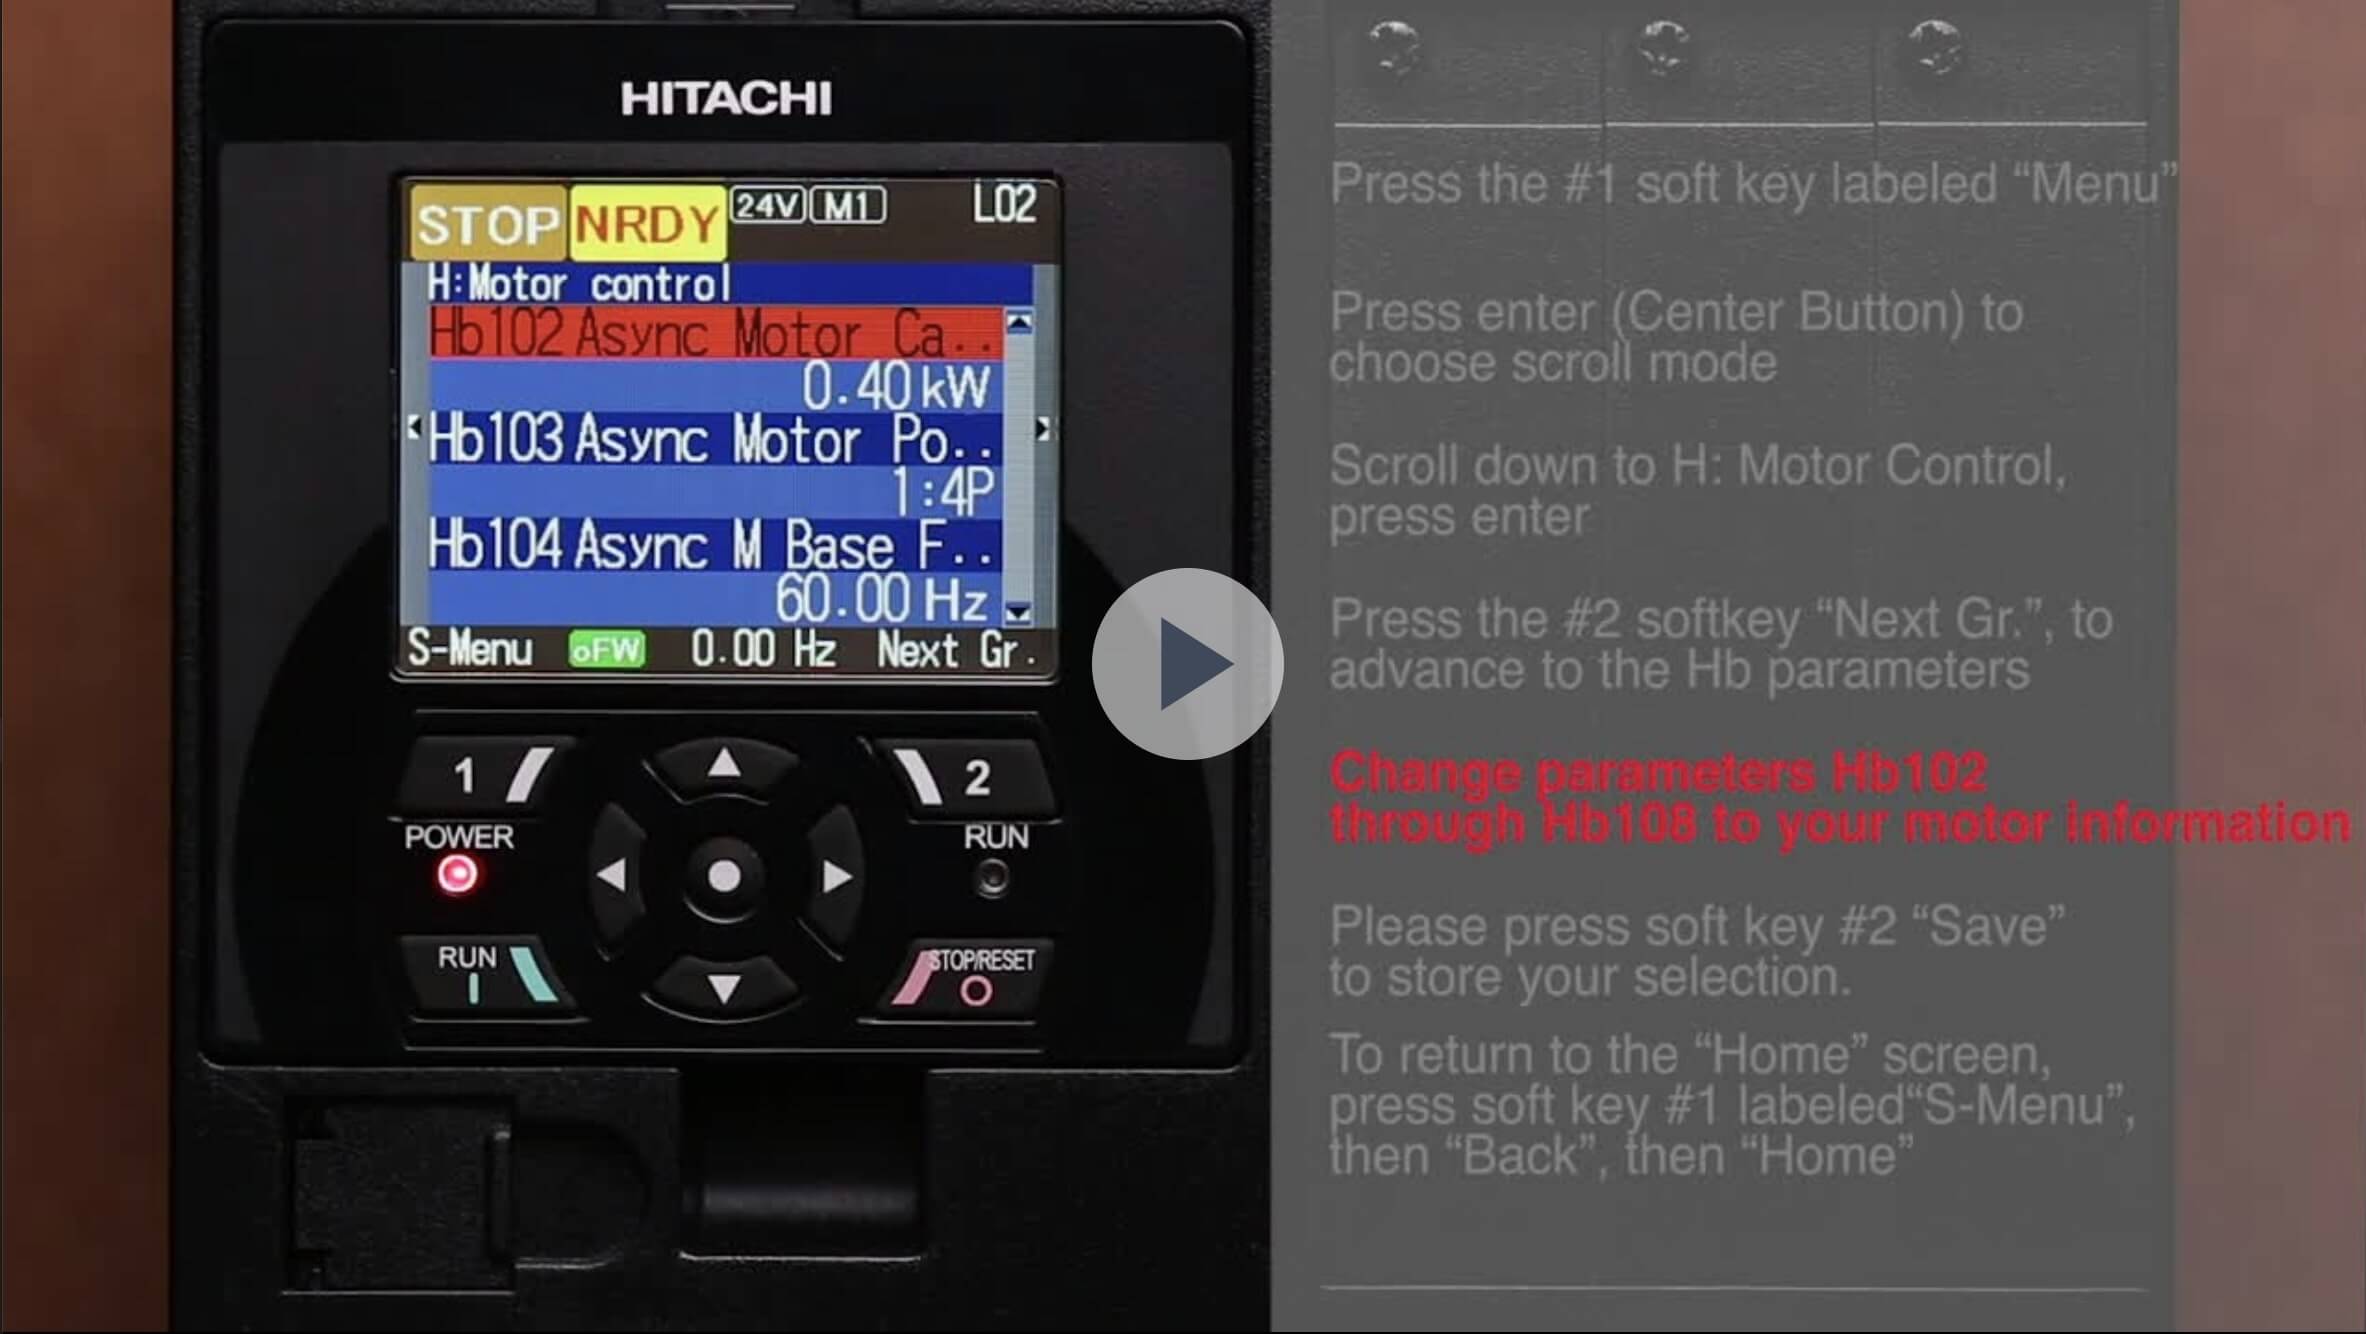 HITACHI
STOP NRDY 24V M1 L02
H:Motor control
Hb102 Async Motor Ca..
0.40 kW
Hb103 Async Motor Po..
1:4P
Hb104 Async M Base F..
60.00 Hz
S-Menu oFW 0.00 Hz Next Gr.
1
2
POWER
RUN
RUN
STOP/RESET
Press the #1 soft key labeled “Menu”
Press enter (Center Button) to
choose scroll mode
Scroll down to H: Motor Control,
press enter
Press the #2 softkey “Next Gr.”, to
advance to the Hb parameters
Change parameters Hb102
through Hb108 to your motor information
Please press soft key #2 “Save”
to store your selection.
To return to the “Home” screen,
press soft key #1 labeled“S-Menu”,
then “Back”, then “Home”